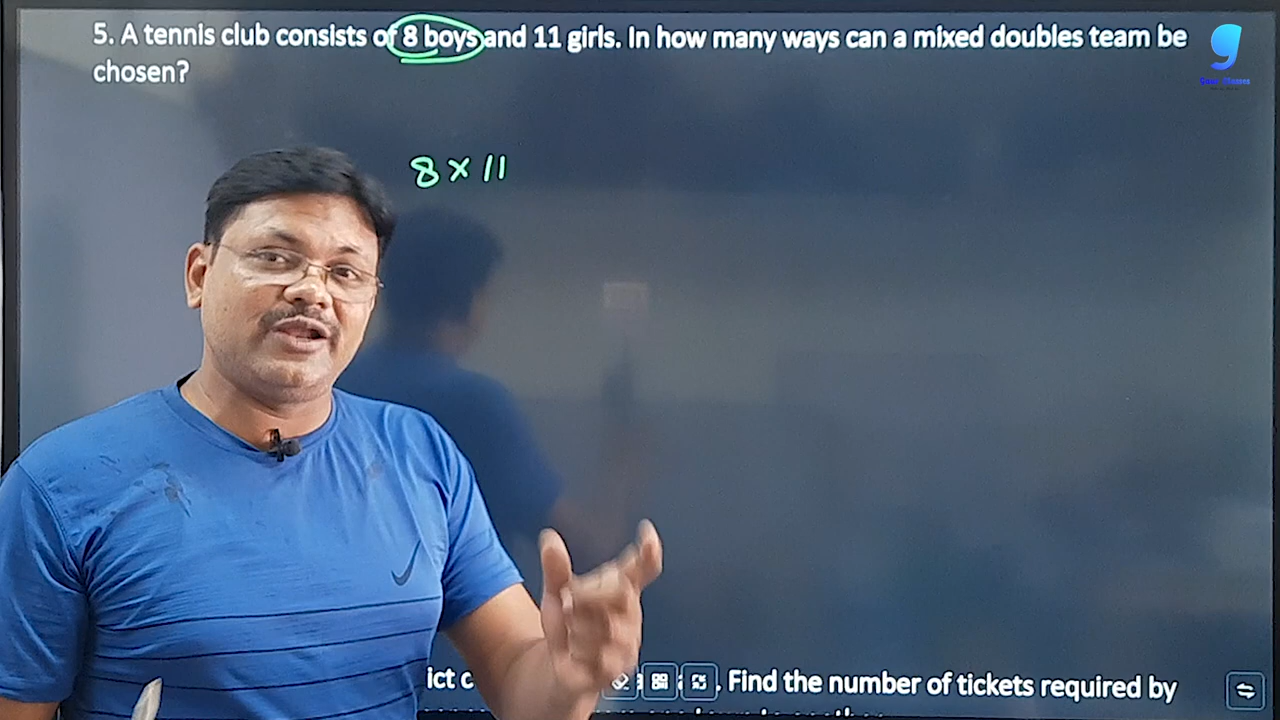 5. A tennis club consists of 8 boys and 11 girls. In how many ways can a mixed doubles team be
chosen?
8 × 11
. Find the number of tickets required by